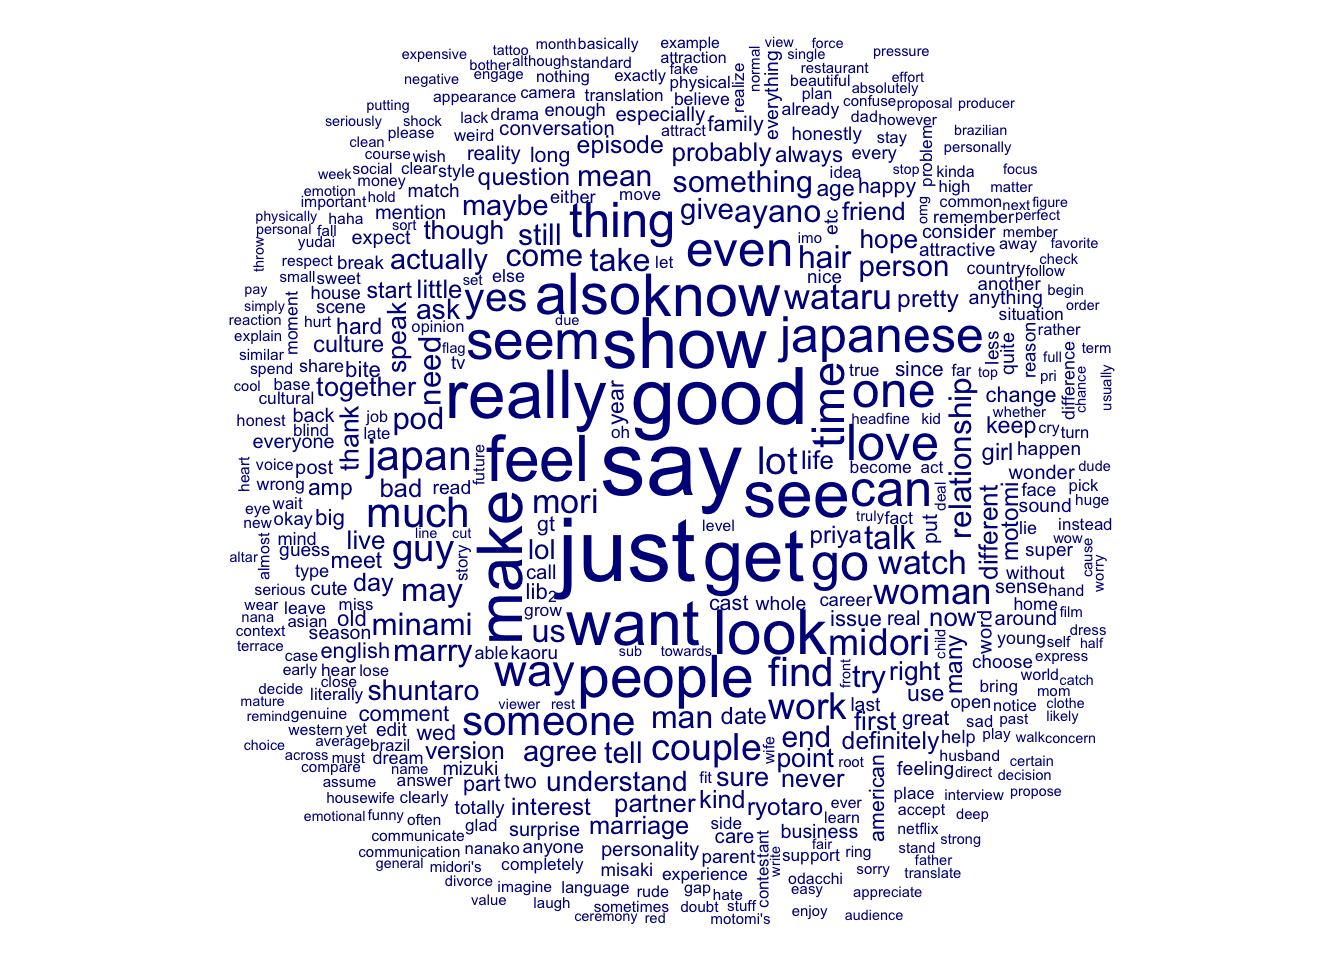 expensive
tattoo
month
basically
example
view
force
bother
although
standard
attraction
single
pressure
negative
engage
nothing
exactly
fake
physical
realize
normal
everything
restaurant
beautiful
effort
appearance
camera
translation
believe
plan
absolutely
putting
shock
lack
drama
enough
especially
already
confuse
proposal
producer
seriously
please
weird
conversation
attract
family
honestly
dad
however
stay
brazilian
clean
course
wish
reality
long
episode
probably
always
every
problem
personally
week
social
clear
style
question
mean
something
idea
stop
kinda
focus
emotion
money
match
either
move
age
happy
high
matter
important
hold
maybe
thing
give
ayano
etc
friend
omg
common
next
figure
physically
haha
mention
remember
perfect
personal
fall
sort
though
still
even
imo
hope
consider
member
throw
yudai
expect
actually
come
take
let
hair
person
attractive
away
favorite
respect
break
nice
country
follow
check
small
sweet
set
else
another
pay
house
start
little
yes
also
know
wataru
pretty
anything
begin
simply
scene
ask
situation
order
reaction
moment
hurt
hard
speak
opinion
due
seem
show
japanese
less
quite
reason
rather
explain
culture
flag
similar
need
tv
true
since
far
top
full
term
spend
share
bite
really
good
time
one
pri
difference
chance
usually
cool
base
together
year
relationship
change
cultural
honest
back
job
pod
oh
headfine
kid
whether
keep
cry
turn
blind
late
thank
love
everyone
japan
future
feel
say
lot
life
girl
happen
heart
voice
post
become
act
wonder
dude
wrong
amp
bad
read
see
can
deal
different
motomi
face
pick
eye
wait
much
mori
sound
huge
new
okay
big
make
line
cut
gt
just
level
get
truly
fact
put
lie
instead
mind
live
guy
story
lol
go
priya
talk
wow
altar
almost
guess
meet
call
watch
super
cause
worry
type
without
serious
cute
day
may
lib
2
want
cast
whole
career
woman
sense
hand
wear
leave
miss
grow
home
film
nana
asian
old
minami
us
look
issue
real
now
word
around
context
season
midori
child
young
self
dress
half
terrace
case
english
marry
able
kaoru
sub
towards
many
express
early
hear
lose
way
people
find
front
try
right
choose
world
catch
close
decide
literally
shuntaro
use
bring
mom
mature
viewer
rest
work
last
open
notice
clothe
remind
genuine
comment
someone
man
date
first
great
sad
past
likely
western
yet
edit
wed
end
definitely
help
play
walk
concern
choice
average
brazil
version
agree
tell
couple
wife
point
husband
across
must
dream
root
american
feeling
direct
certain
compare
name
mizuki
decision
assume
answer
part
two
understand
fit
sure
never
place
interview
propose
housewife
clearly
totally
interest
partner
kind
ryotaro
ever
accept
deep
emotional
funny
often
glad
surprise
marriage
side
learn
netflix
communicate
care
business
stand
strong
communication
nanako
anyone
personality
parent
contestant
write
fair
support
ring
father
general
midori's
completely
misaki
experience
sorry
translate
divorce
imagine
language
rude
gap
hate
odacchi
easy
appreciate
value
laugh
sometimes
doubt
stuff
enjoy
audience
ceremony
red
motomi's